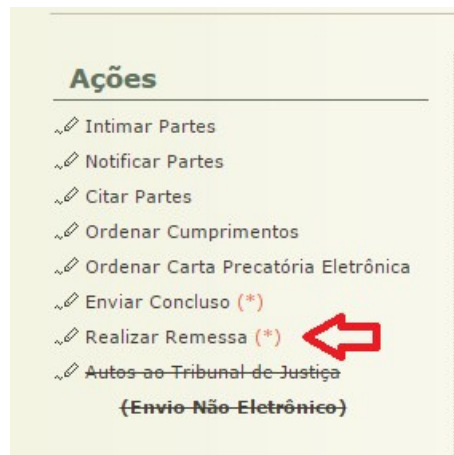 Ações
Intimar Partes
Notificar Partes
Citar Partes
Ordenar Cumprimentos
Ordenar Carta Precatória Eletrônica
Enviar Concluso (*)
Realizar Remessa (*)
Autos ao Tribunal de Justiça
(Envio Não Eletrônico)